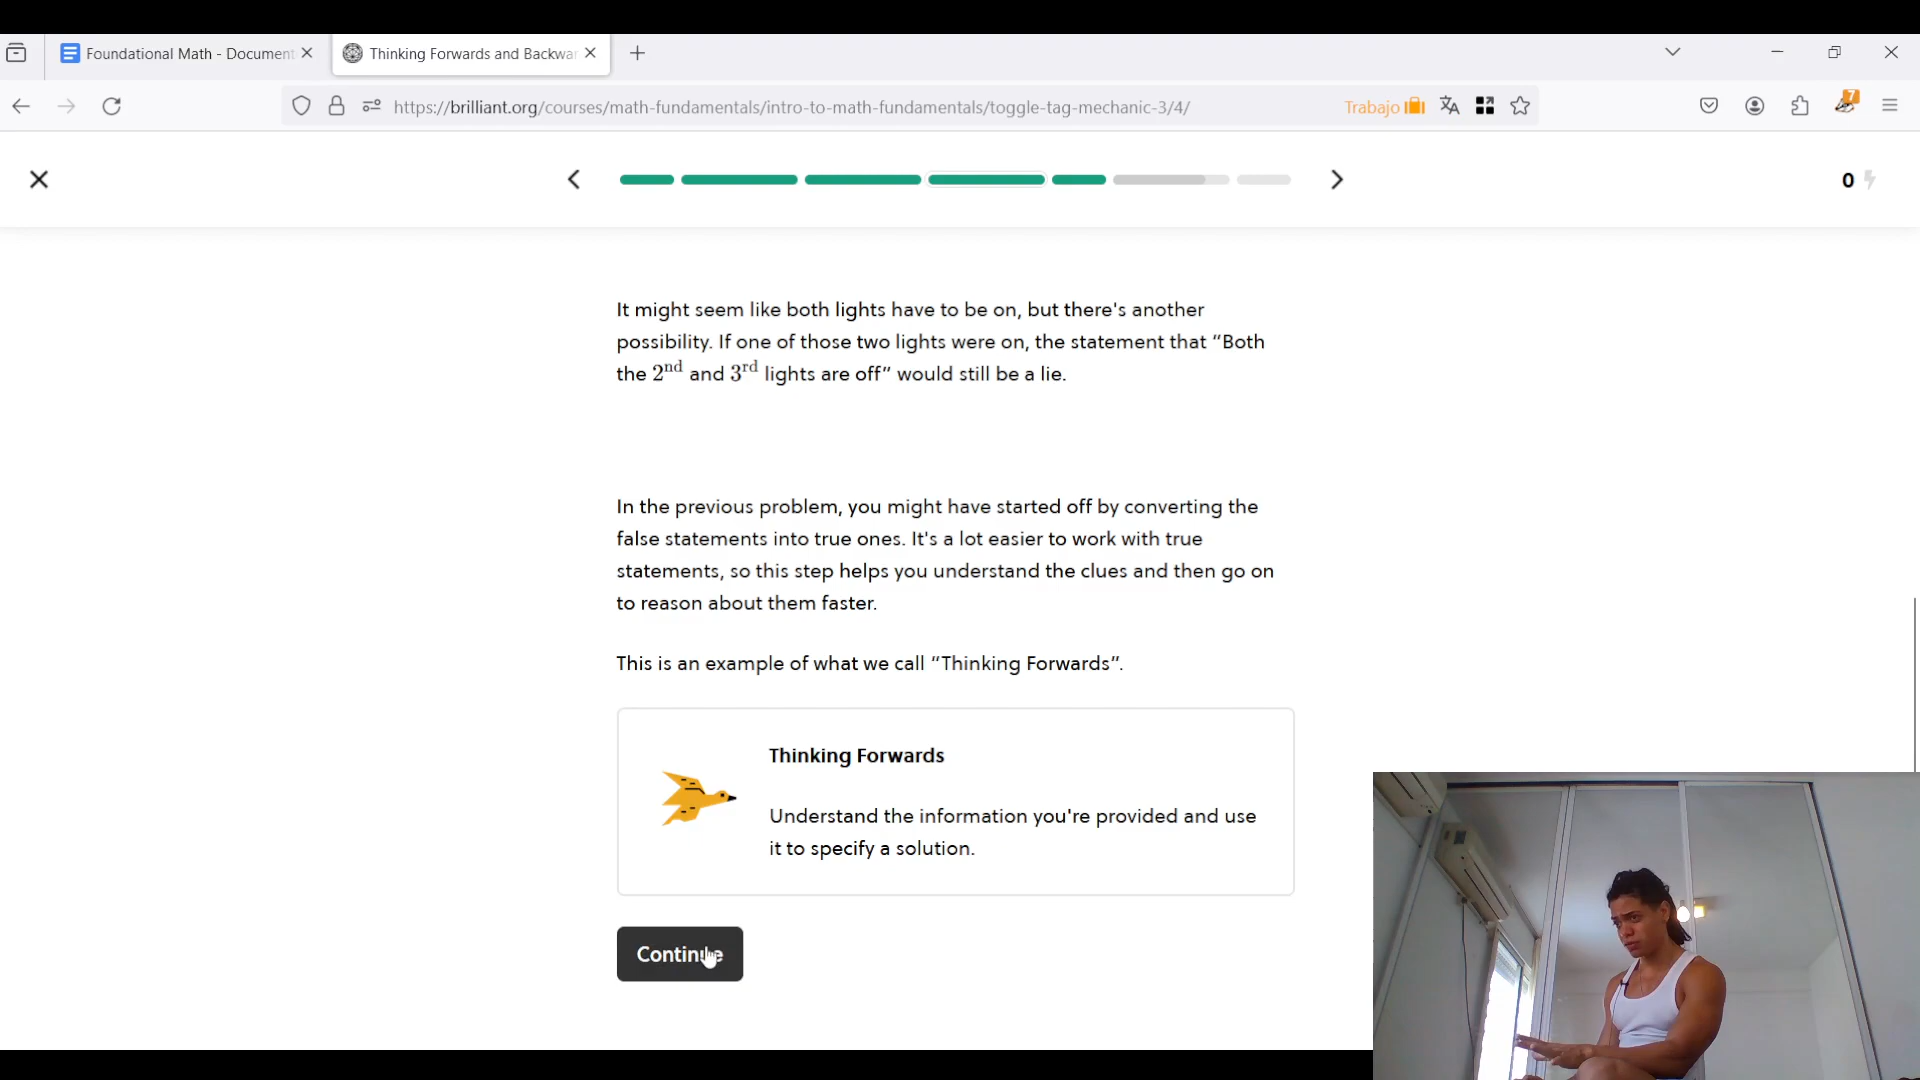 Foundational Math - Document
Thinking Forwards and Backwar
https://brilliant.org/courses/math-fundamentals/intro-to-math-fundamentals/toggle-tag-mechanic-3/4/
Trabajo
7
0
It might seem like both lights have to be on, but there's another
possibility. If one of those two lights were on, the statement that “Both
the 2nd and 3rd lights are off” would still be a lie.
In the previous problem, you might have started off by converting the
false statements into true ones. It's a lot easier to work with true
statements, so this step helps you understand the clues and then go on
to reason about them faster.
This is an example of what we call “Thinking Forwards”.
Thinking Forwards
Understand the information you're provided and use
it to specify a solution.
Continue